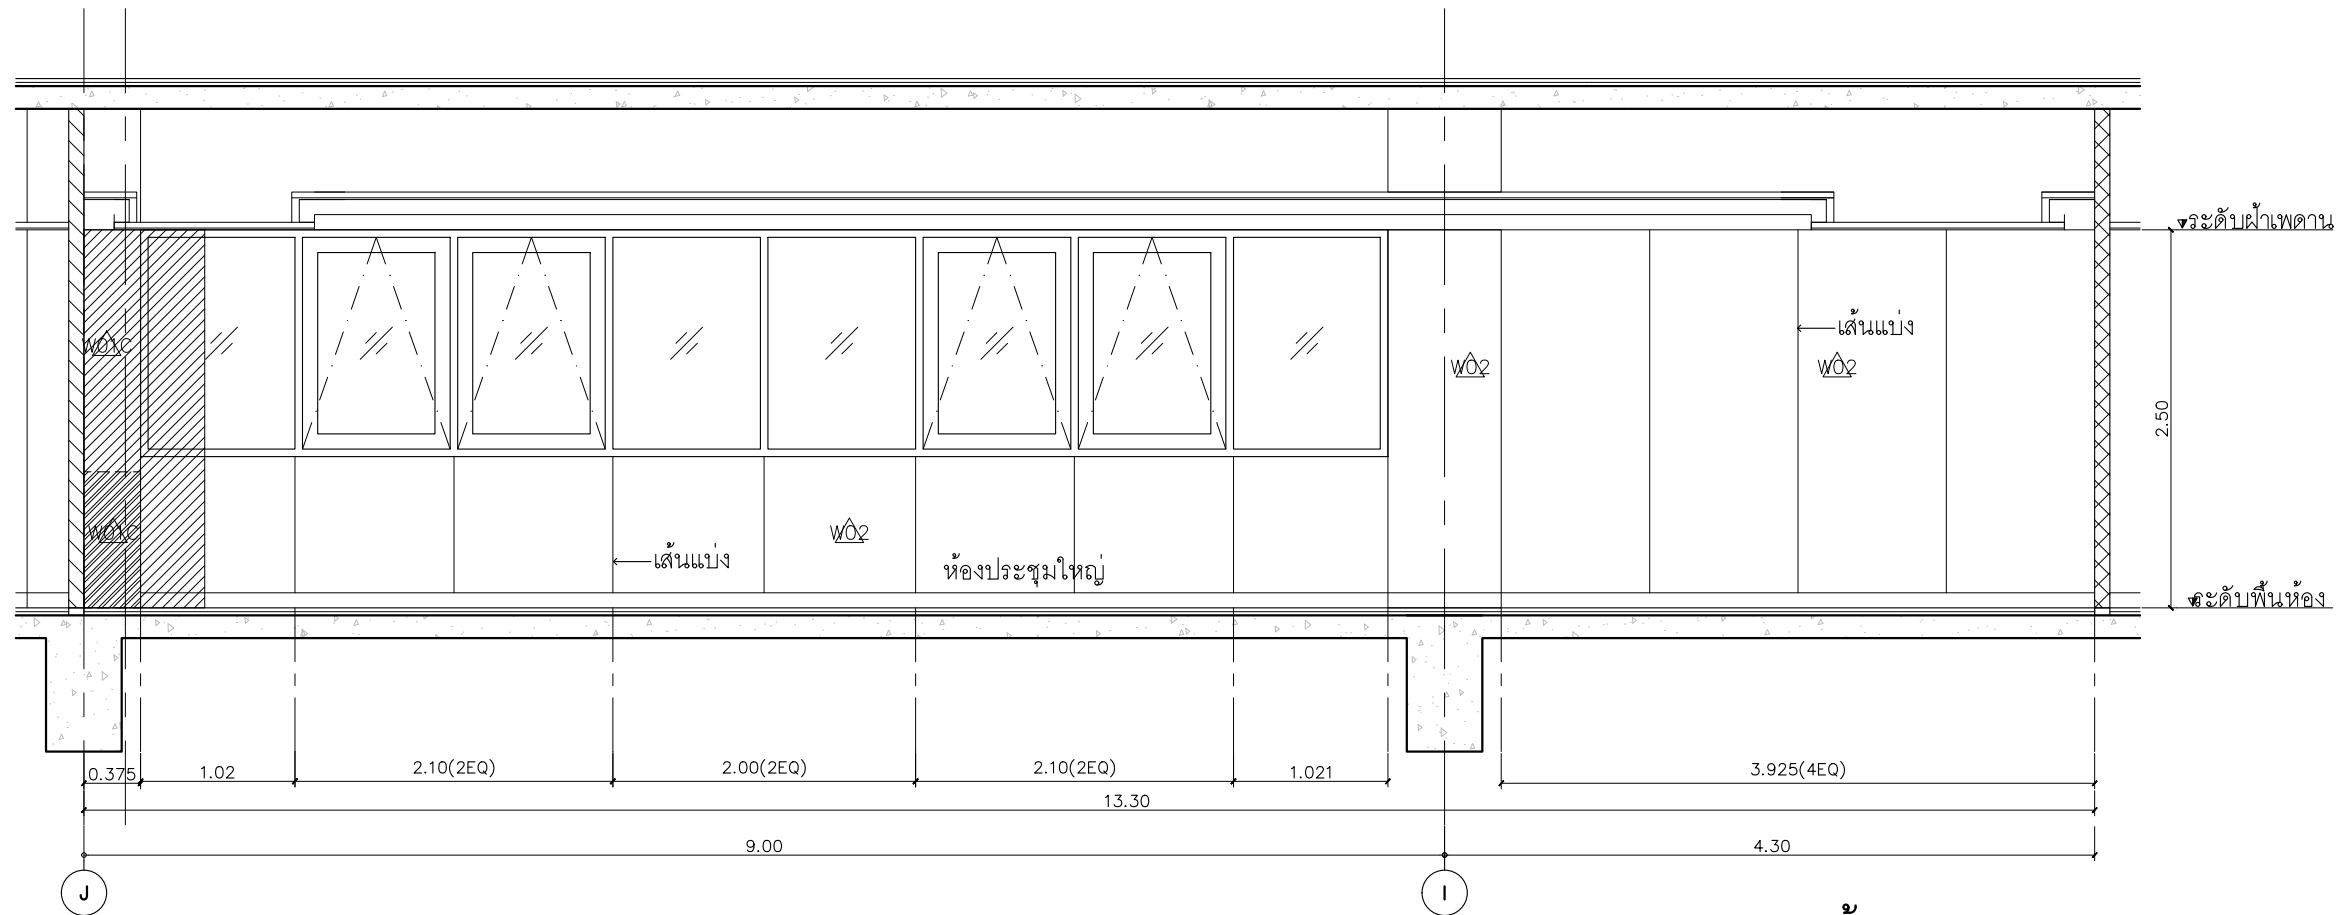 ระดับฝ้าเพดาน
เส้นแบ่ง
W01C
W02
W02
2.50
W01C
W02
เส้นแบ่ง
ห้องประชุมใหญ่
ระดับพื้นห้อง
0.375
1.02
2.10(2EQ)
2.00(2EQ)
2.10(2EQ)
1.021
3.925(4EQ)
13.30
9.00
4.30
J
I